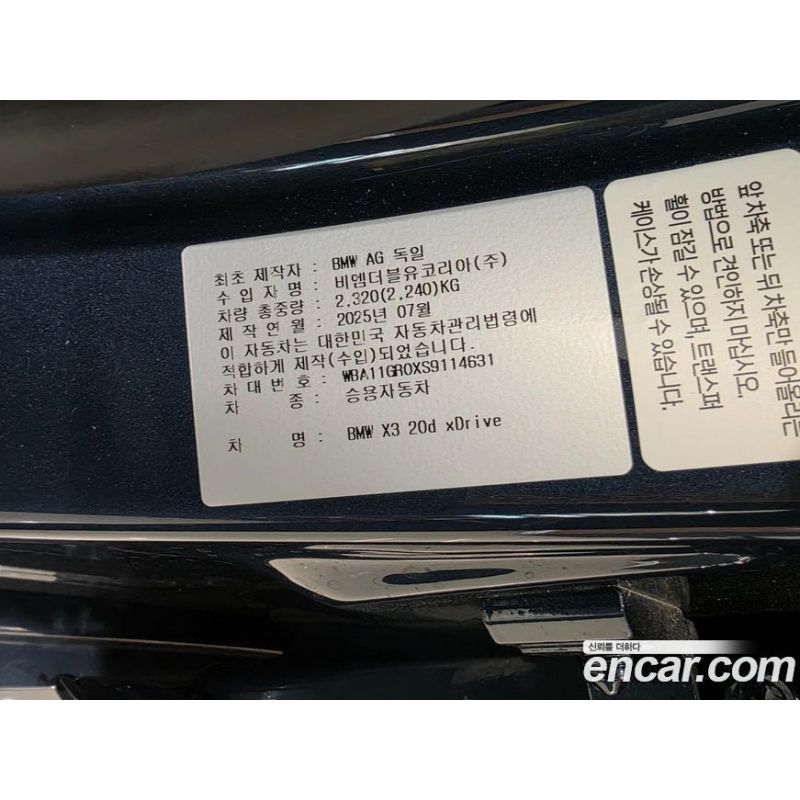 최초 제작자 : BMW AG 독일
수 입 자 명 : 비엠더블유코리아(주)
차량 총중량 : 2,320(2,240)KG
제 작 연 월 : 2025년 07월
이 자동차는 대한민국 자동차관리법령에
적합하게 제작(수입)되었습니다.
차 대 번 호 : WBA11GR0XS9114631
차 종 : 승용자동차
차 명 : BMW X3 20d xDrive
앞 차축 또는 뒤 차축만 들어올리는
방법으로 견인하지 마십시오.
휠이 잠길 수 있으며, 트랜스퍼
케이스가 손상될 수 있습니다.
신뢰를 더하다
encar.com